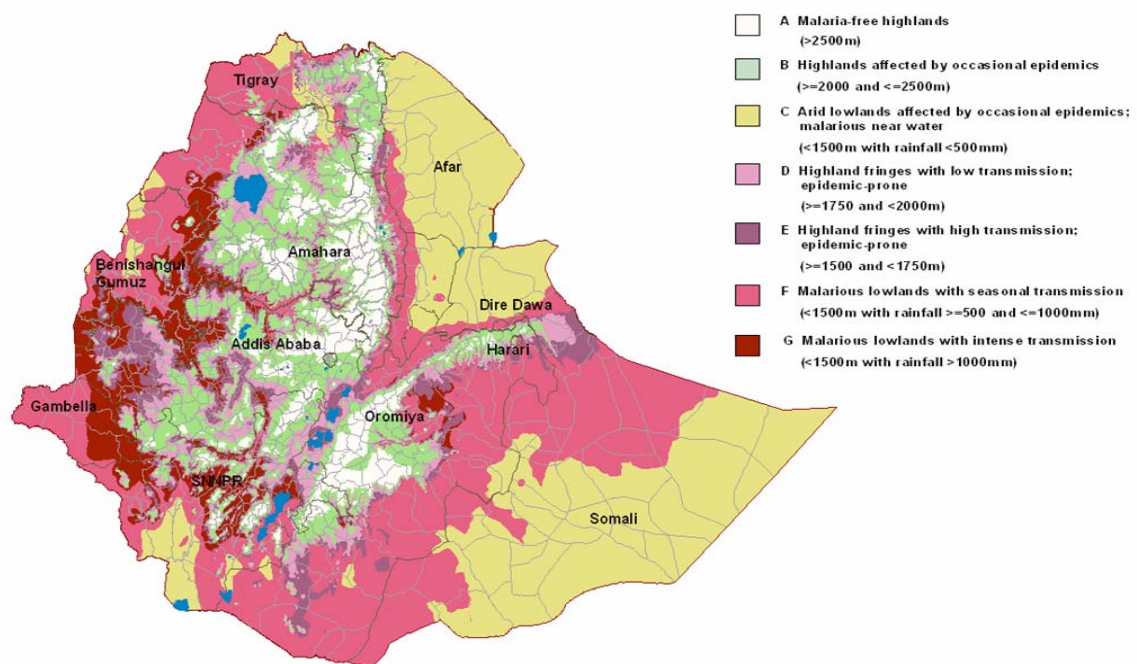 A Malaria-free highlands
(>2500m)
B Highlands affected by occasional epidemics
(>=2000 and <=2500m)
C Arid lowlands affected by occasional epidemics;
malarious near water
(<1500m with rainfall <500mm)
D Highland fringes with low transmission;
epidemic-prone
(>=1750 and <2000m)
E Highland fringes with high transmission;
epidemic-prone
(>=1500 and <1750m)
F Malarious lowlands with seasonal transmission
(<1500m with rainfall >=500 and <=1000mm)
G Malarious lowlands with intense transmission
(<1500m with rainfall >1000mm)
Tigray
Afar
Amahara
Benishangul
Gumuz
Dire Dawa
Addis Ababa
Harari
Gambella
Oromiya
SNNPR
Somali